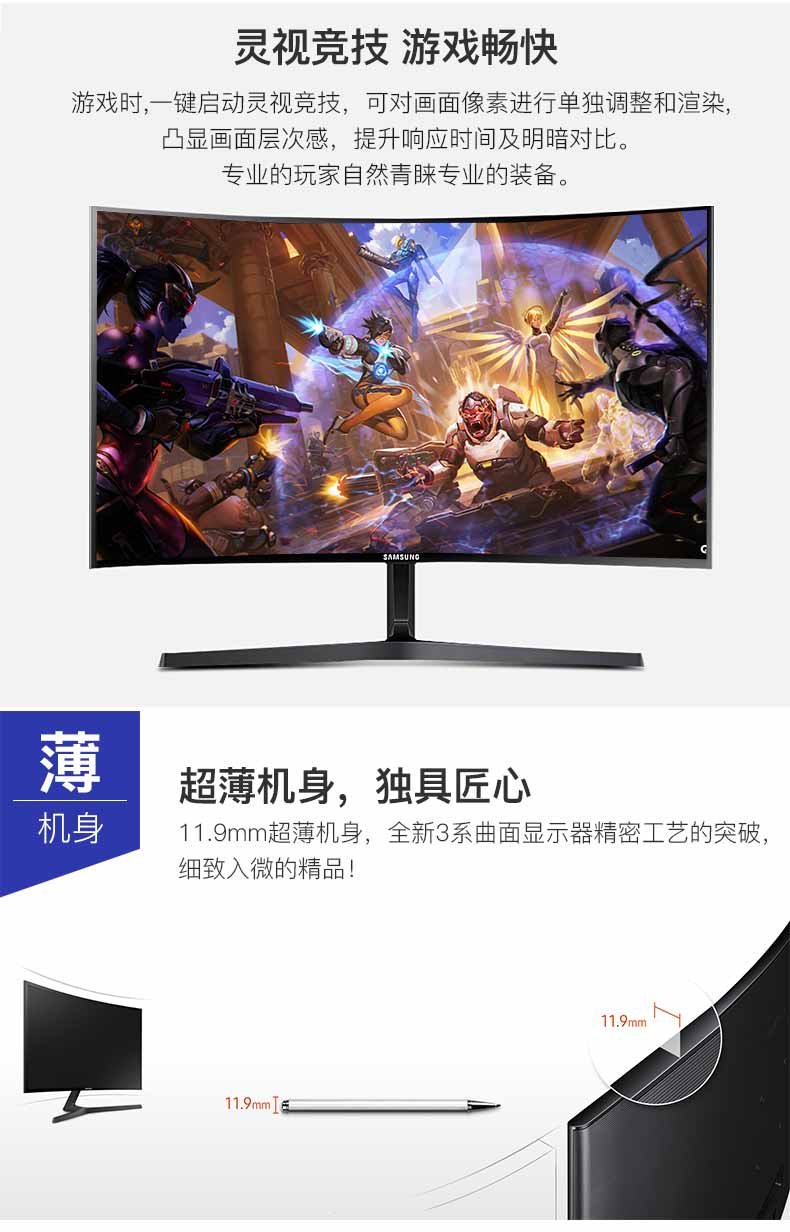 灵视竞技 游戏畅快
游戏时,一键启动灵视竞技，可对画面像素进行单独调整和渲染,
凸显画面层次感，提升响应时间及明暗对比。
专业的玩家自然青睐专业的装备。
SAMSUNG
薄
机身
超薄机身，独具匠心
11.9mm超薄机身，全新3系曲面显示器精密工艺的突破，
细致入微的精品！
11.9mm
11.9mm